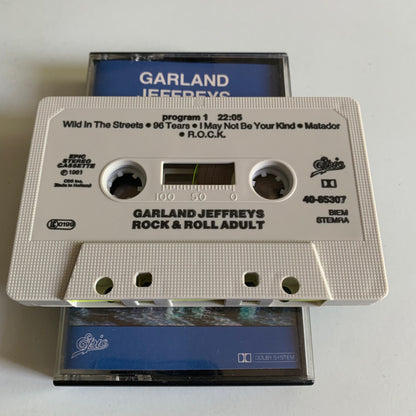 GARLAND
JEFFREYS
program 1 22:05
Wild In The Streets • 96 Tears • I May Not Be Your Kind • Matador
• R.O.C.K.
EPIC
STEREO
CASSETTE
℗ 1981
CBS Inc.
Made in Holland
Epic
40-85307
BIEM
STEMRA
100 50 0
GARLAND JEFFREYS
ROCK & ROLL ADULT
LC 0199
Epic
DOLBY SYSTEM